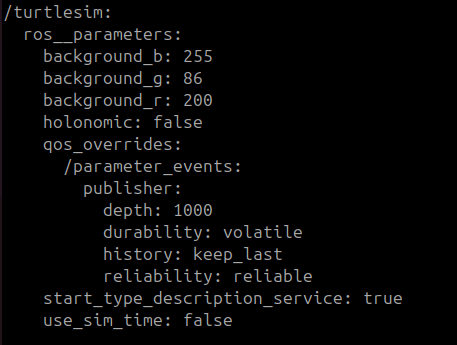 /turtlesim:
  ros__parameters:
    background_b: 255
    background_g: 86
    background_r: 200
    holonomic: false
    qos_overrides:
      /parameter_events:
        publisher:
          depth: 1000
          durability: volatile
          history: keep_last
          reliability: reliable
    start_type_description_service: true
    use_sim_time: false